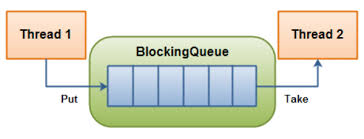 Thread 1
Thread 2
BlockingQueue
Put
Take